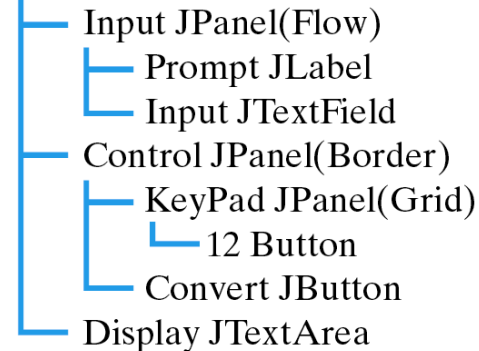 Input JPanel(Flow)
Prompt JLabel
Input JTextField
Control JPanel(Border)
KeyPad JPanel(Grid)
12 Button
Convert JButton
Display JTextArea